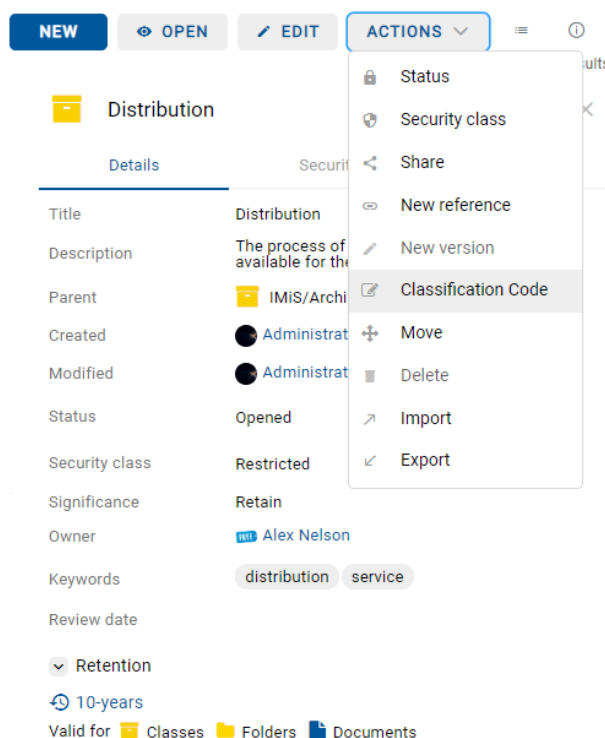 NEW OPEN EDIT ACTIONS
Status
Distribution
Security class
Details
Share
New reference
Title Distribution
New version
Description The process of
available for the
Classification Code
Parent IMiS/Archi
Created Administrat
Move
Modified Administrat
Delete
Status Opened
Import
Security class Restricted
Export
Significance Retain
Owner Alex Nelson
Keywords distribution service
Review date
Retention
10-years
Valid for Classes Folders Documents